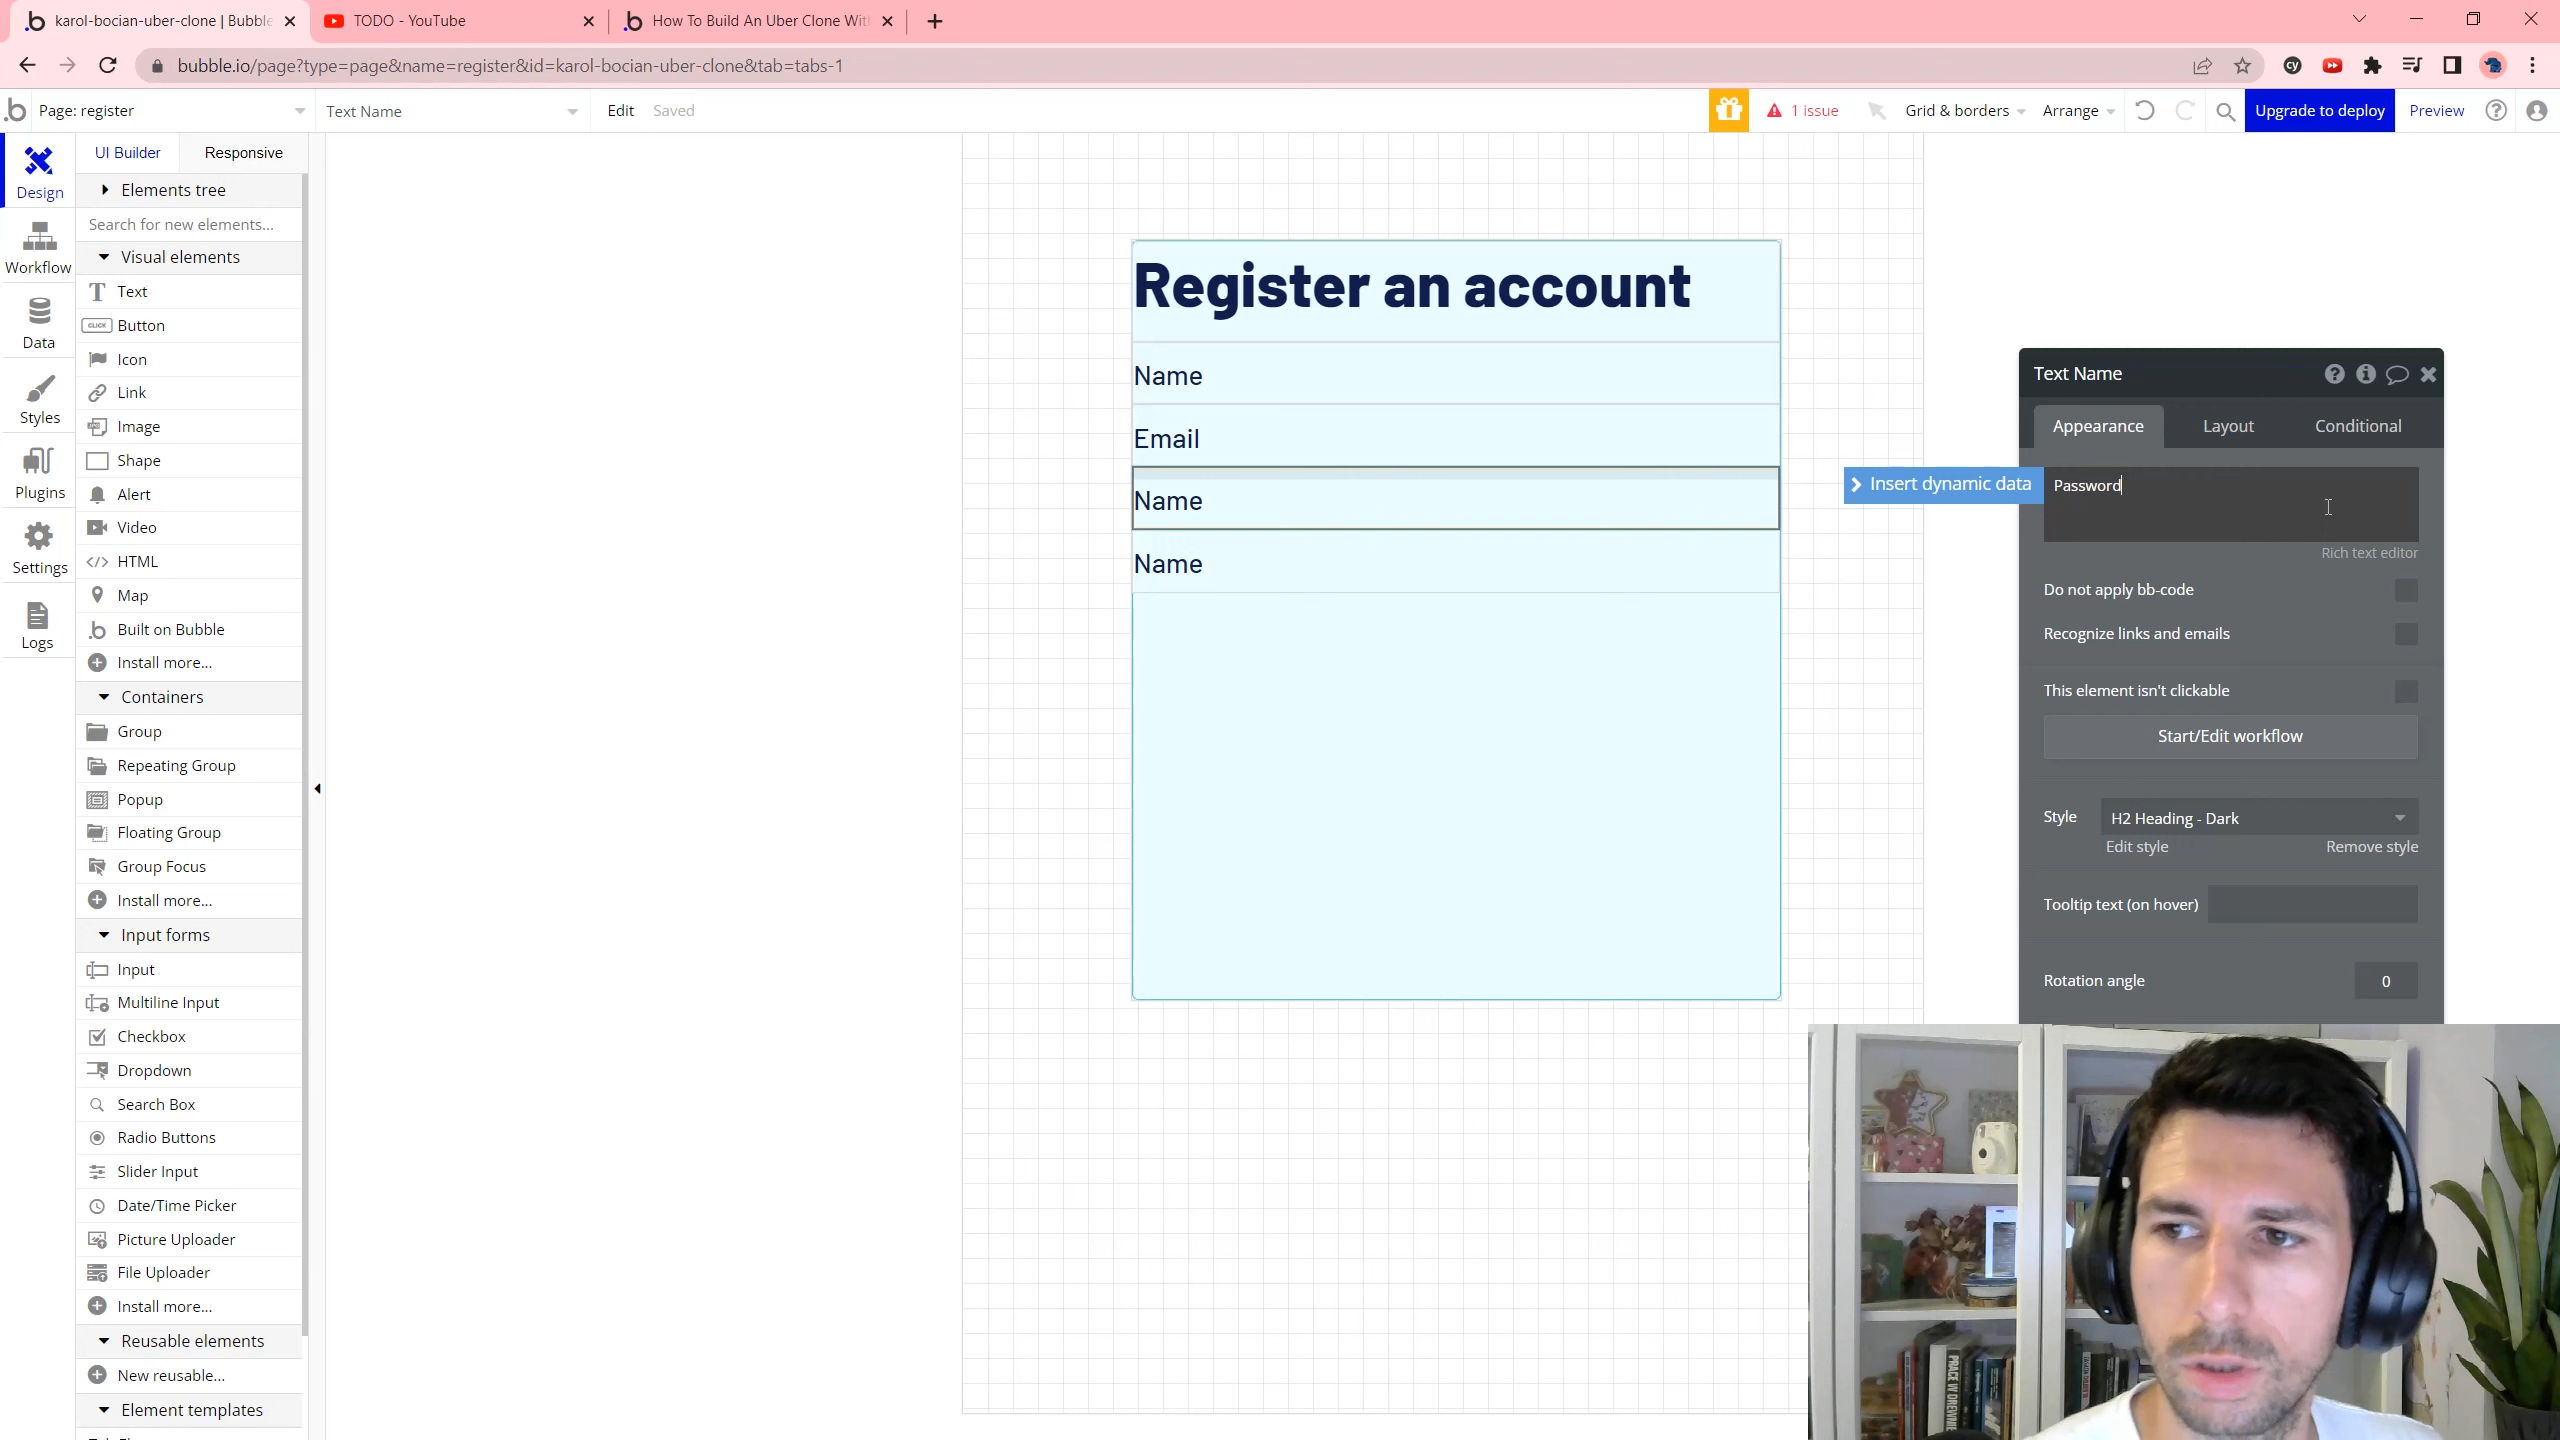 karol-bocian-uber-clone | Bubble
TODO - YouTube
How To Build An Uber Clone Wit
bubble.io/page?type=page&name=register&id=karol-bocian-uber-clone&tab=tabs-1
Page: register
Text Name
Edit
Saved
1 issue
Grid & borders
Arrange
Upgrade to deploy
Preview
Design
Workflow
Data
Styles
Plugins
Settings
Logs
UI Builder
Responsive
Elements tree
Search for new elements...
Visual elements
Text
CLICK
Button
Icon
Link
Image
Shape
Alert
Video
HTML
Map
Built on Bubble
Install more...
Containers
Group
Repeating Group
Popup
Floating Group
Group Focus
Install more...
Input forms
Input
Multiline Input
Checkbox
Dropdown
Search Box
Radio Buttons
Slider Input
Date/Time Picker
Picture Uploader
File Uploader
Install more...
Reusable elements
New reusable...
Element templates
Register an account
Name
Email
Name
Name
Text Name
Appearance
Layout
Conditional
Insert dynamic data
Password
Rich text editor
Do not apply bb-code
Recognize links and emails
This element isn't clickable
Start/Edit workflow
Style
H2 Heading - Dark
Edit style
Remove style
Tooltip text (on hover)
Rotation angle
0